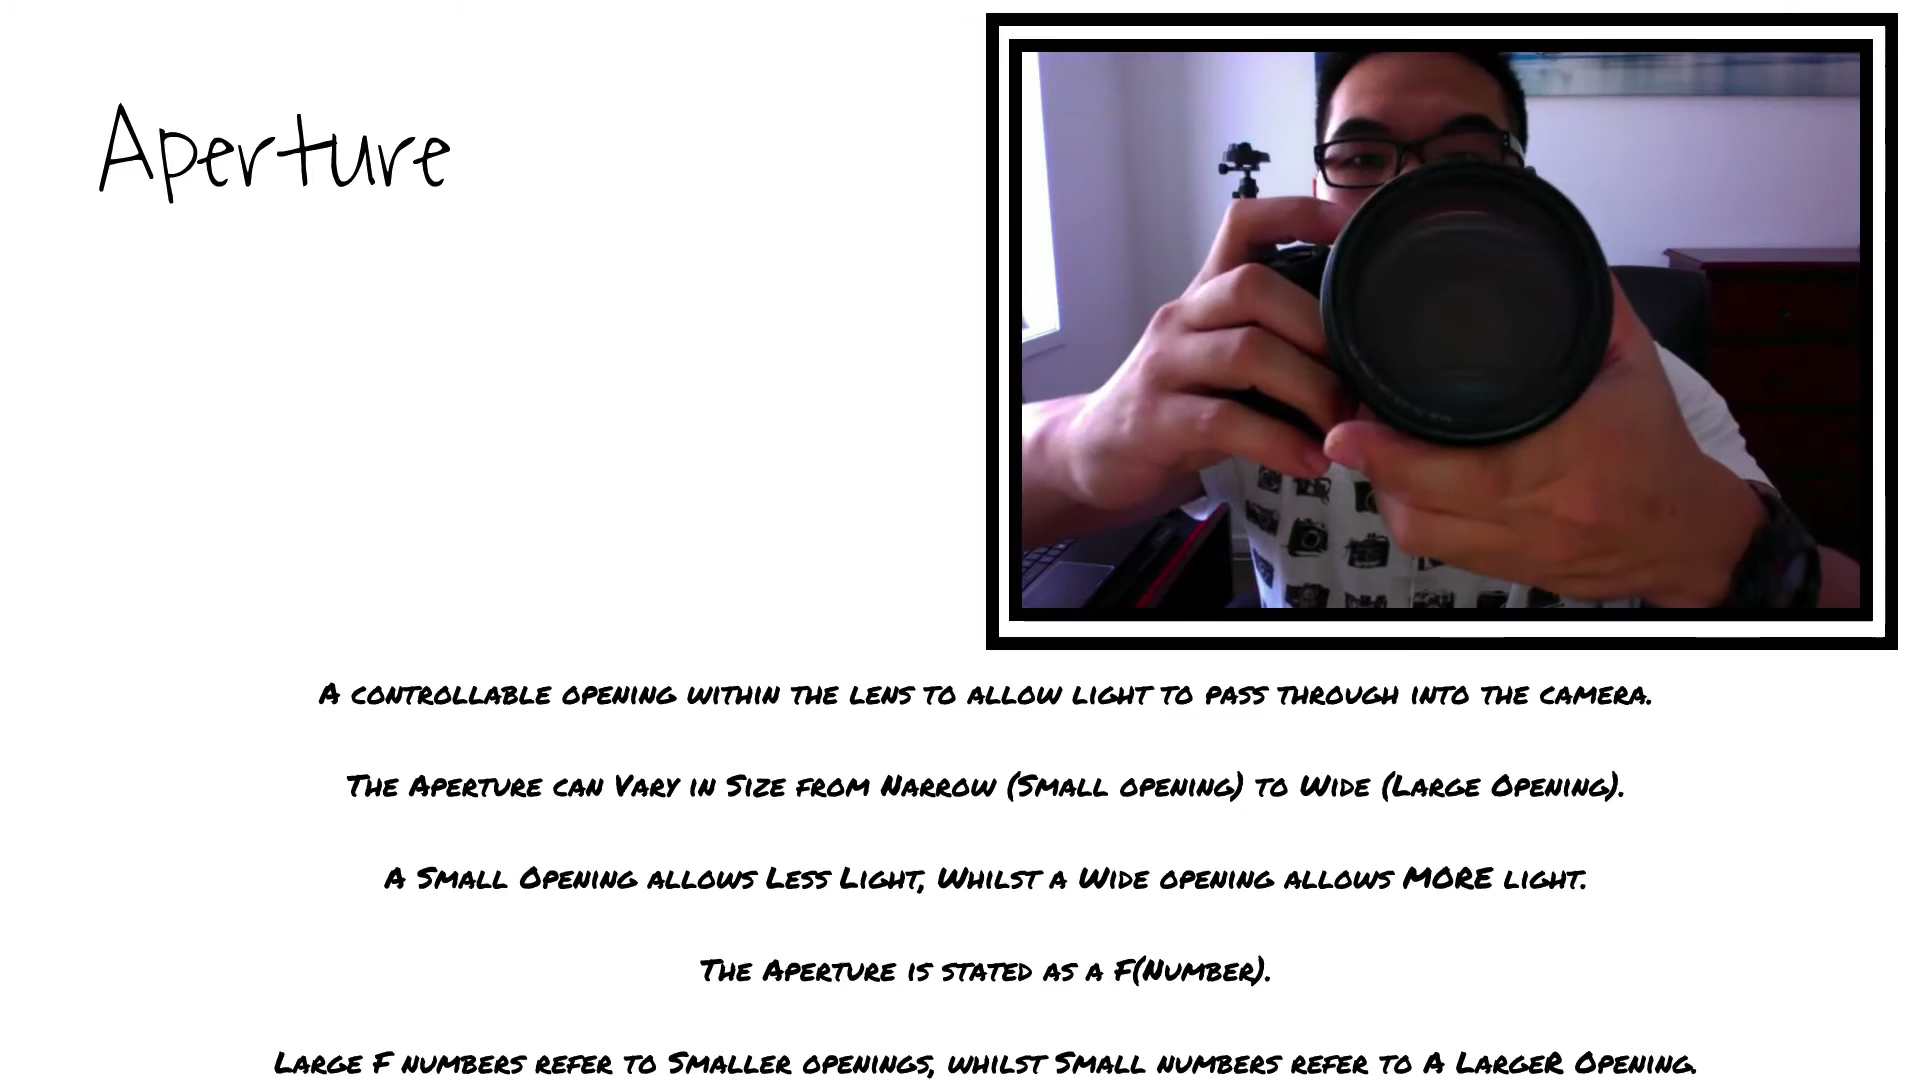 Aperture
A controllable opening within the lens to allow light to pass through into the camera.
The Aperture can Vary in Size from Narrow (Small opening) to Wide (Large Opening).
A Small Opening allows Less Light, Whilst a Wide opening allows MORE light.
The Aperture is stated as a F(Number).
Large F numbers refer to Smaller openings, whilst Small numbers refer to A LargeR Opening.